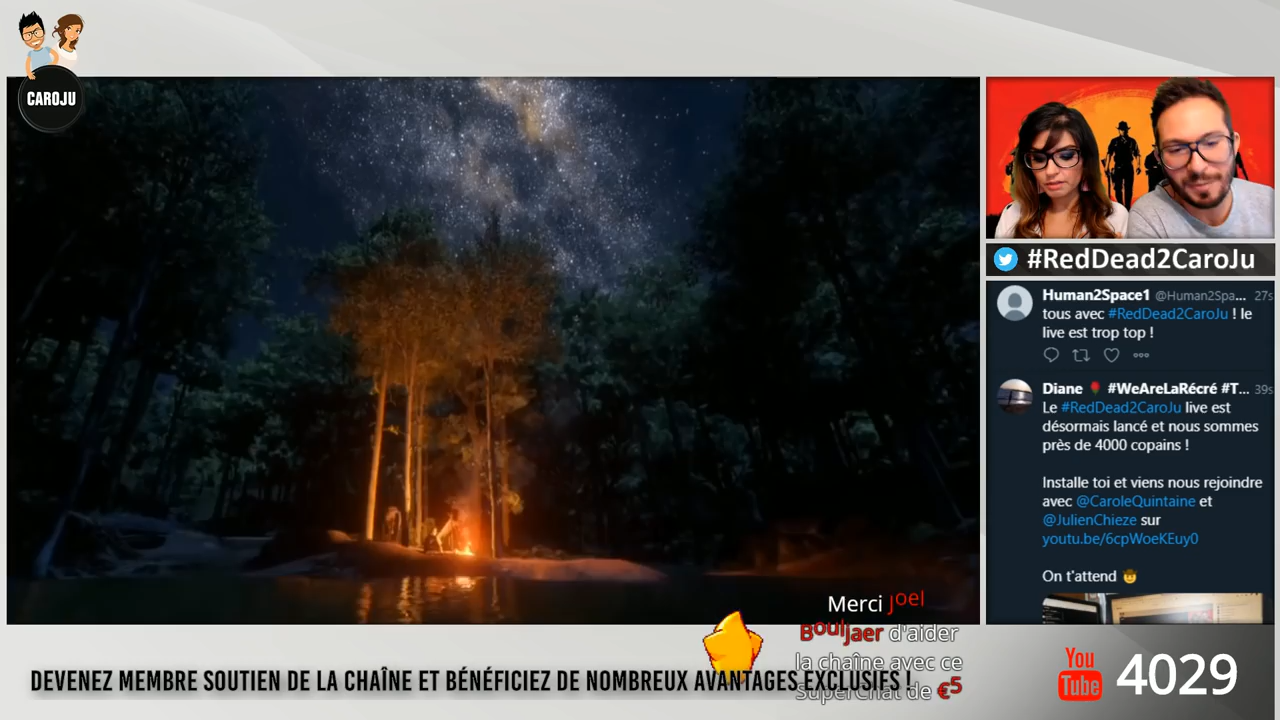 CAROJU
#RedDead2CaroJu
Human2Space1 @Human2Spa... 27s
tous avec #RedDead2CaroJu ! le
live est trop top !
Diane 🌹 #WeAreLaRécré #T... 39s
Le #RedDead2CaroJu live est
désormais lancé et nous sommes
près de 4000 copains !
Installe toi et viens nous rejoindre
avec @CaroleQuintaine et
@JulienChieze sur
youtu.be/6cpWoeKEuy0
On t'attend 🤠
Merci Joel
Bouljaer d'aider
la chaîne avec ce
SuperChat de €5
DEVENEZ MEMBRE SOUTIEN DE LA CHAÎNE ET BÉNÉFICIEZ DE NOMBREUX AVANTAGES EXCLUSIFS !
You
Tube
4029